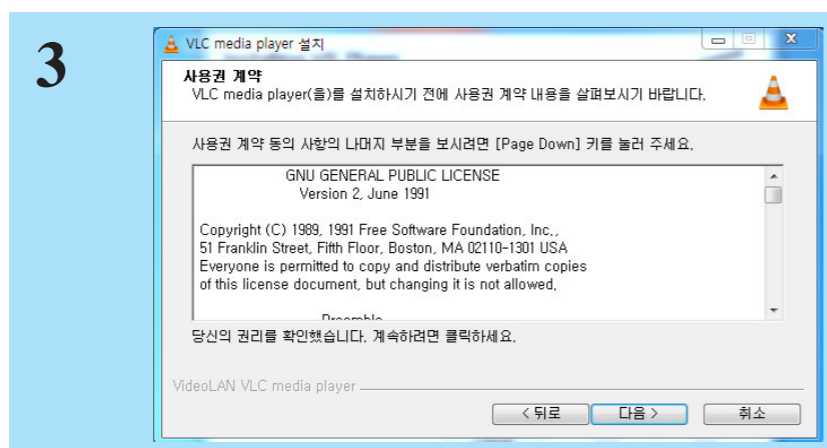 3
VLC media player 설치
사용권 계약
VLC media player(을)를 설치하시기 전에 사용권 계약 내용을 살펴보시기 바랍니다.
사용권 계약 동의 사항의 나머지 부분을 보시려면 [Page Down] 키를 눌러 주세요.
GNU GENERAL PUBLIC LICENSE
Version 2, June 1991
Copyright (C) 1989, 1991 Free Software Foundation, Inc.,
51 Franklin Street, Fifth Floor, Boston, MA 02110-1301 USA
Everyone is permitted to copy and distribute verbatim copies
of this license document, but changing it is not allowed.
Preamble
당신의 권리를 확인했습니다. 계속하려면 클릭하세요.
VideoLAN VLC media player
< 뒤로 다음 > 취소